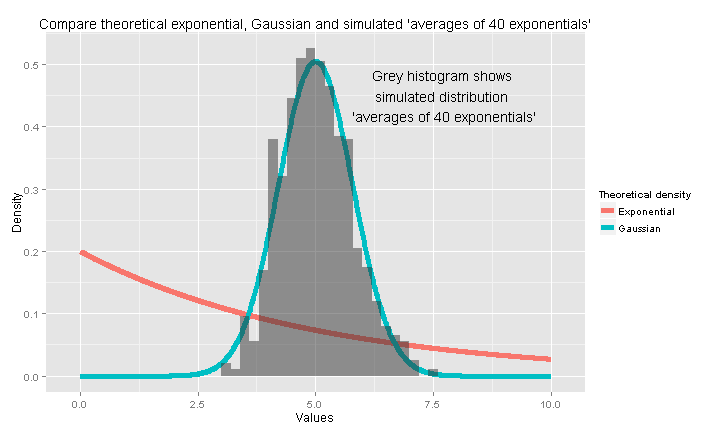 Compare theoretical exponential, Gaussian and simulated 'averages of 40 exponentials'
Grey histogram shows
simulated distribution
'averages of 40 exponentials'
Density
0.5
0.4
0.3
0.2
0.1
0.0
0.0 2.5 5.0 7.5 10.0
Values
Theoretical density
Exponential
Gaussian